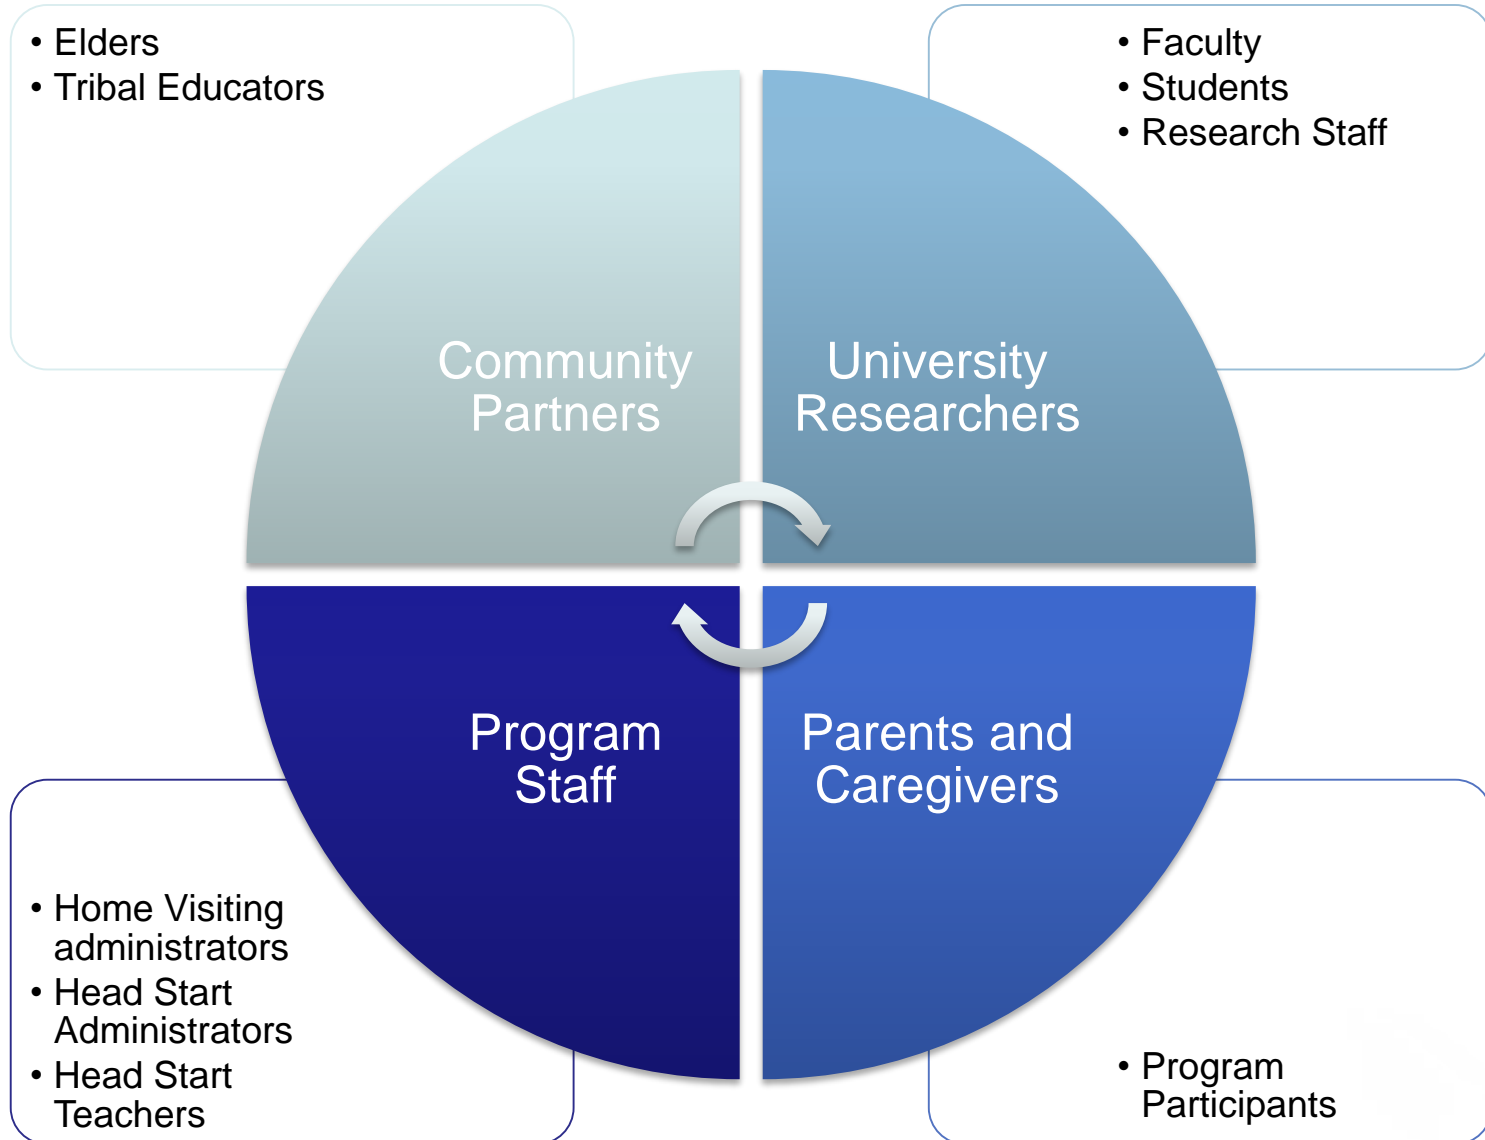 • Elders
• Tribal Educators
• Faculty
• Students
• Research Staff
Community
Partners
University
Researchers
Program
Staff
Parents and
Caregivers
• Home Visiting
administrators
• Head Start
Administrators
• Head Start
Teachers
• Program
Participants